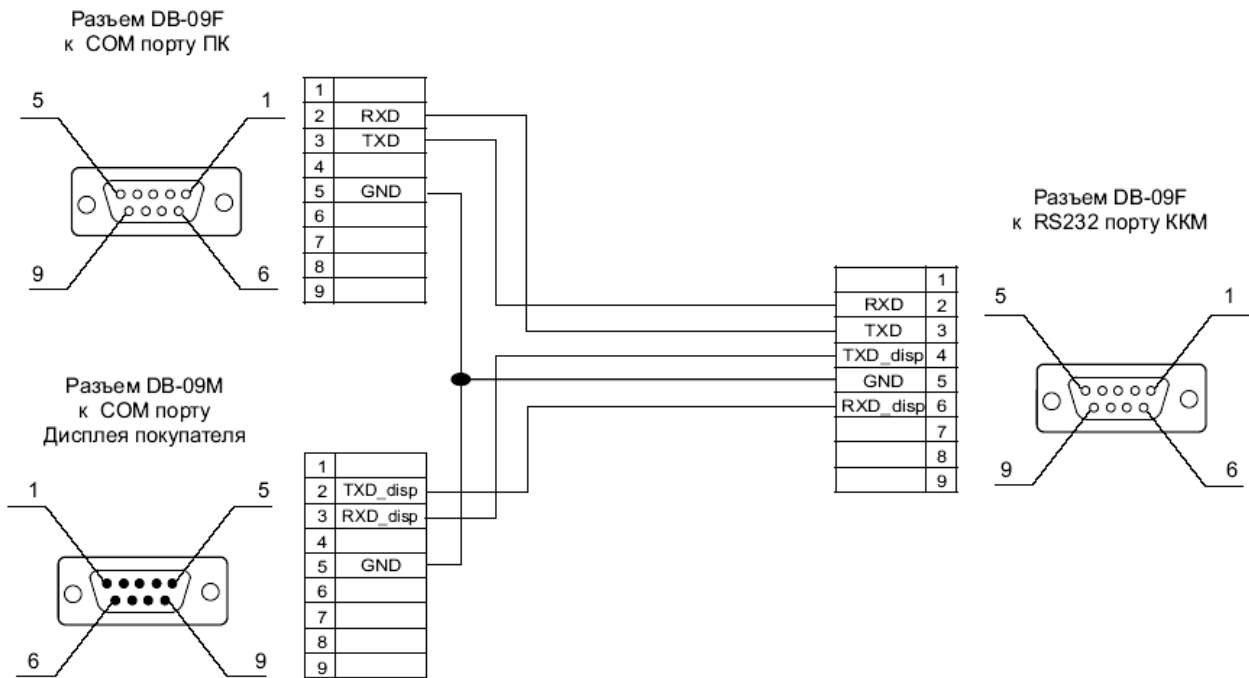 Разъем DB-09F
к COM порту ПК
5
1
9
6
1
2 RXD
3 TXD
4
5 GND
6
7
8
9
Разъем DB-09M
к COM порту
Дисплея покупателя
1
5
6
9
1
2 TXD_disp
3 RXD_disp
4
5 GND
6
7
8
9
Разъем DB-09F
к RS232 порту ККМ
1
RXD 2
TXD 3
TXD_disp 4
GND 5
RXD_disp 6
7
8
9
5
1
9
6